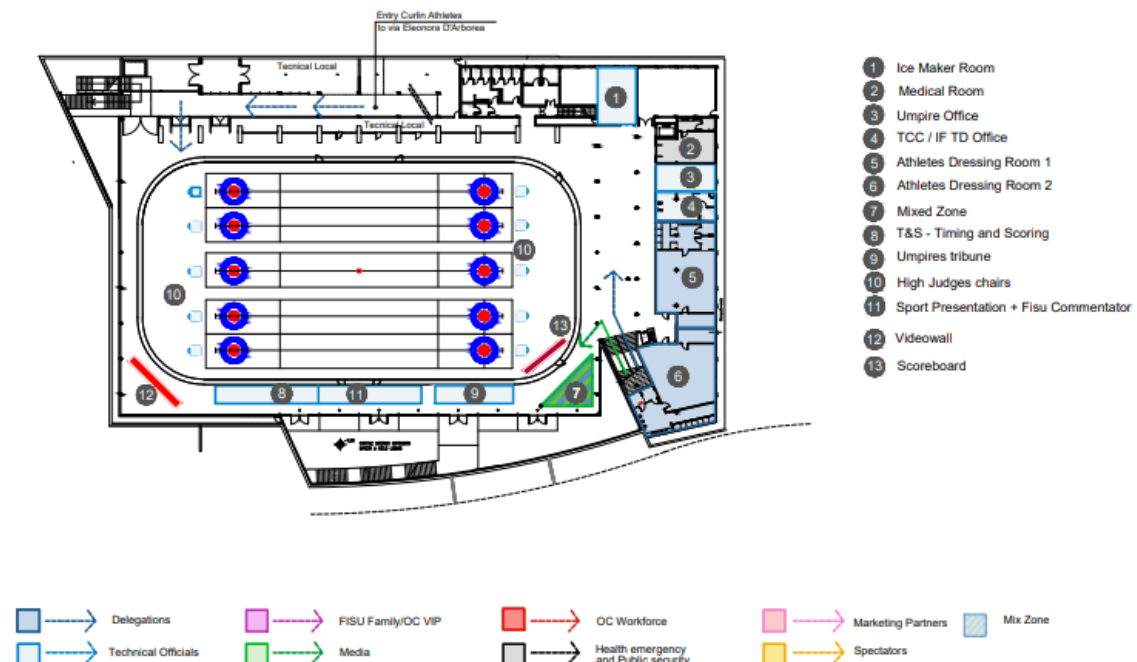 Entry Curlin Athletes
to via Eleonora D'Arborea
Tecnical Local
Tecnical Local
1
2
3
4
5
6
7
8
9
10
10
11
12
13
1 Ice Maker Room
2 Medical Room
3 Umpire Office
4 TCC / IF TD Office
5 Athletes Dressing Room 1
6 Athletes Dressing Room 2
7 Mixed Zone
8 T&S - Timing and Scoring
9 Umpires tribune
10 High Judges chairs
11 Sport Presentation + Fisu Commentator
12 Videowall
13 Scoreboard
Delegations
FISU Family/OC VIP
OC Workforce
Marketing Partners
Mix Zone
Technical Officials
Media
Health emergency
and Public security
Spectators